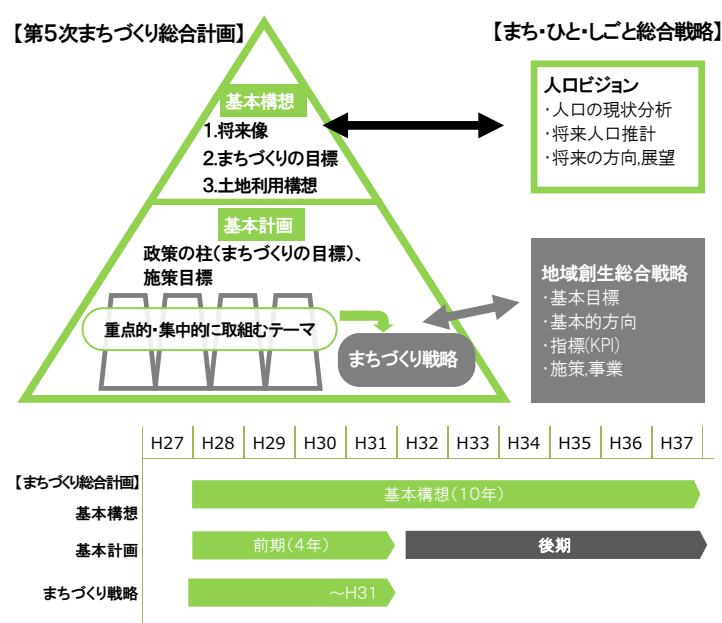 【第5次まちづくり総合計画】
【まち・ひと・しごと総合戦略】
基本構想
1.将来像
2.まちづくりの目標
3.土地利用構想
人口ビジョン
・人口の現状分析
・将来人口推計
・将来の方向,展望
基本計画
政策の柱(まちづくりの目標)、
施策目標
重点的・集中的に取組むテーマ
まちづくり戦略
地域創生総合戦略
・基本目標
・基本的方向
・指標(KPI)
・施策,事業
H27 H28 H29 H30 H31 H32 H33 H34 H35 H36 H37
【まちづくり総合計画】
基本構想
基本構想(10年)
基本計画
前期(4年)
後期
まちづくり戦略
～H31